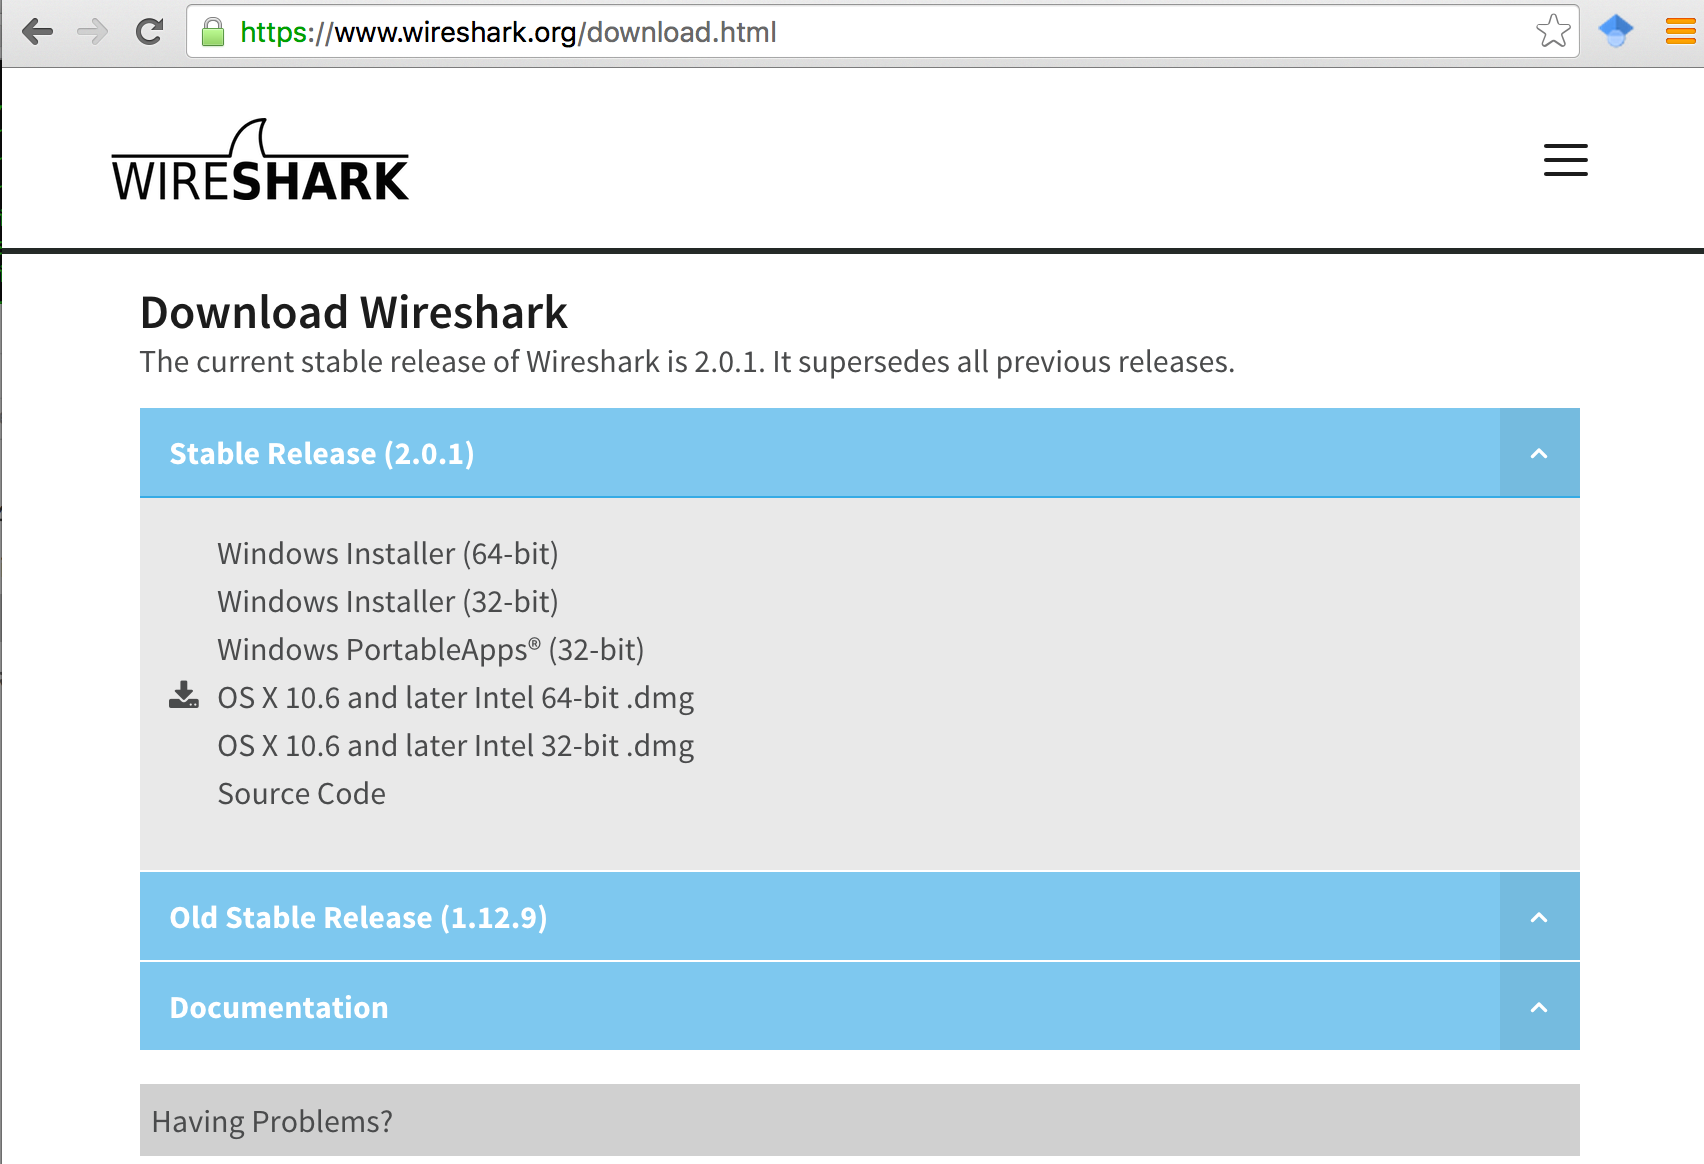 https://www.wireshark.org/download.html
WIRESHARK
Download Wireshark
The current stable release of Wireshark is 2.0.1. It supersedes all previous releases.
Stable Release (2.0.1)
Windows Installer (64-bit)
Windows Installer (32-bit)
Windows PortableApps® (32-bit)
OS X 10.6 and later Intel 64-bit .dmg
OS X 10.6 and later Intel 32-bit .dmg
Source Code
Old Stable Release (1.12.9)
Documentation
Having Problems?